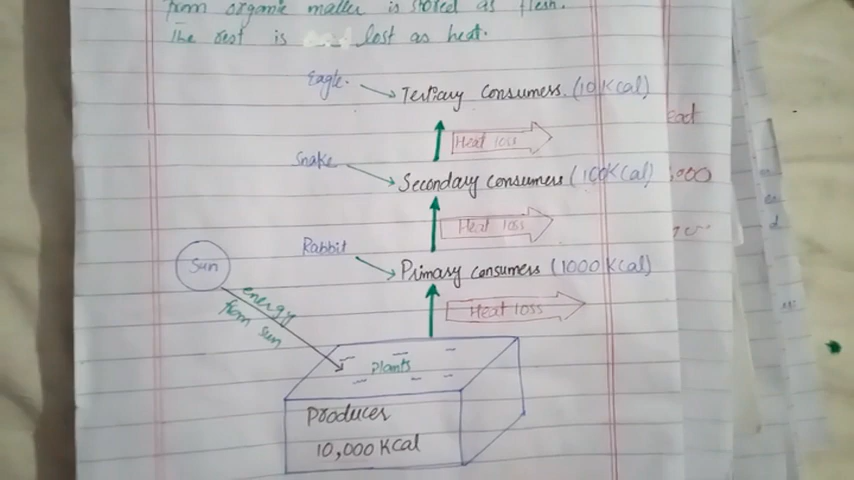 from organic matter is stored as flesh.
The rest is lost as heat.
Eagle.
Tertiary Consumers (10 KCal)
Heat loss
Snake
Secondary Consumers (100KCal)
Heat loss
Rabbit
Primary Consumers (1000 KCal)
Sun
energy
from sun
Heat loss
Plants
Producer
10,000 KCal